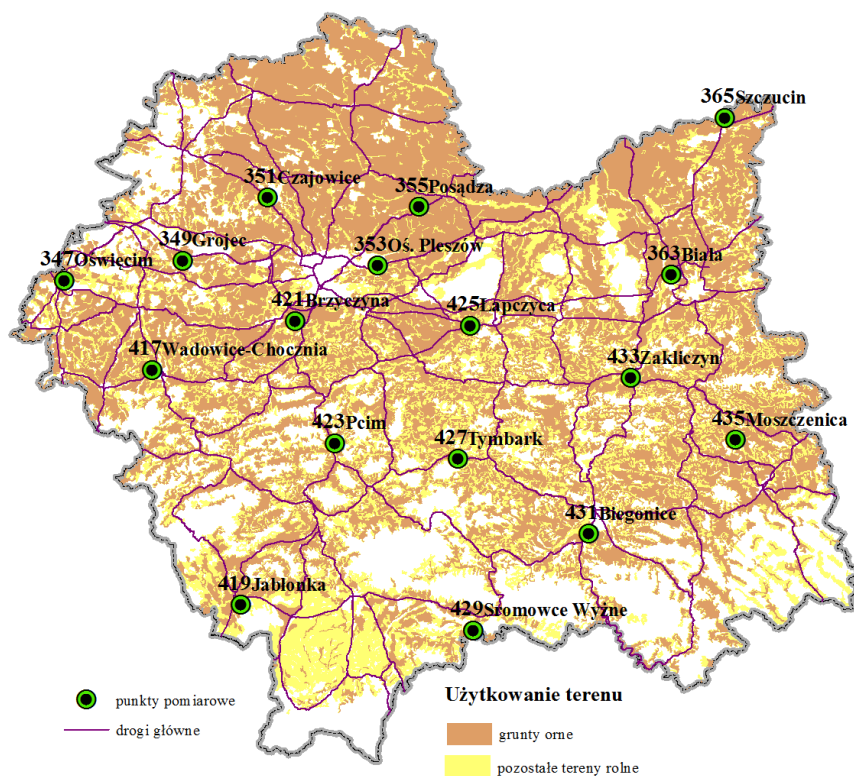 365Szczucin
351Czajowice
355Posądza
349Grojec
353Oś. Pleszów
347Oświęcim
363Biała
421Brzyczyna
425Łapczyca
417Wadowice-Chocznia
433Zakliczyn
423Pcim
427Tymbark
435Moszczenica
431Biegonice
419Jabłonka
429Sromowce Wyżne
punkty pomiarowe
drogi główne
Użytkowanie terenu
grunty orne
pozostałe tereny rolne